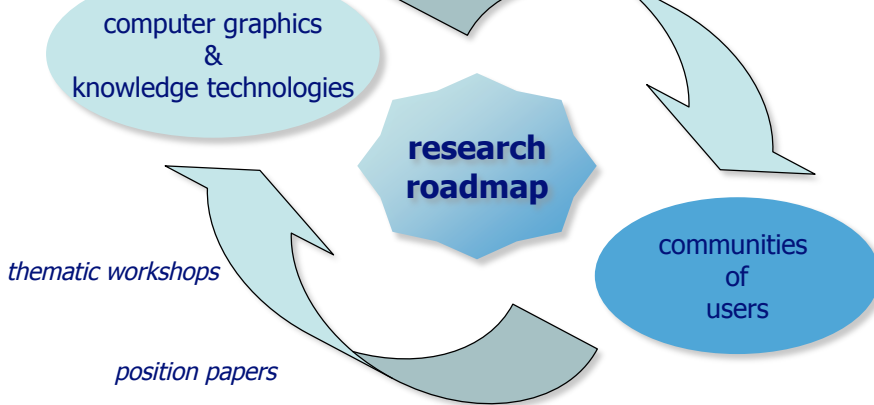 computer graphics
&
knowledge technologies
research
roadmap
communities
of
users
thematic workshops
position papers